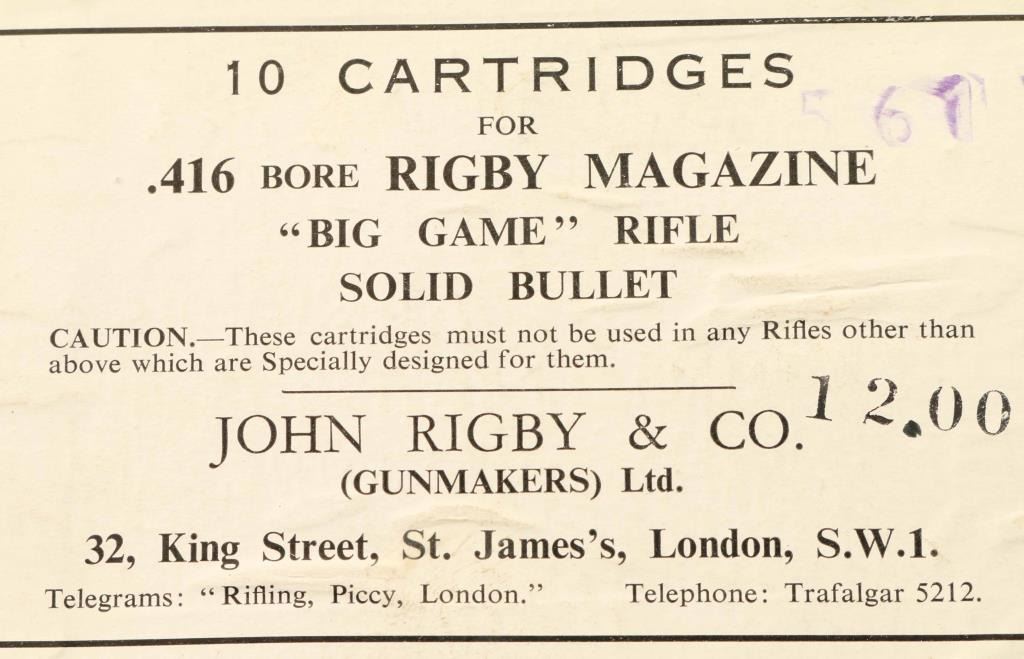 10 CARTRIDGES
FOR
.416 BORE RIGBY MAGAZINE
“BIG GAME” RIFLE
SOLID BULLET
CAUTION.—These cartridges must not be used in any Rifles other than
above which are Specially designed for them.
JOHN RIGBY & CO.
12.00
(GUNMAKERS) Ltd.
32, King Street, St. James's, London, S.W.1.
Telegrams: “Rifling, Piccy, London.” Telephone: Trafalgar 5212.